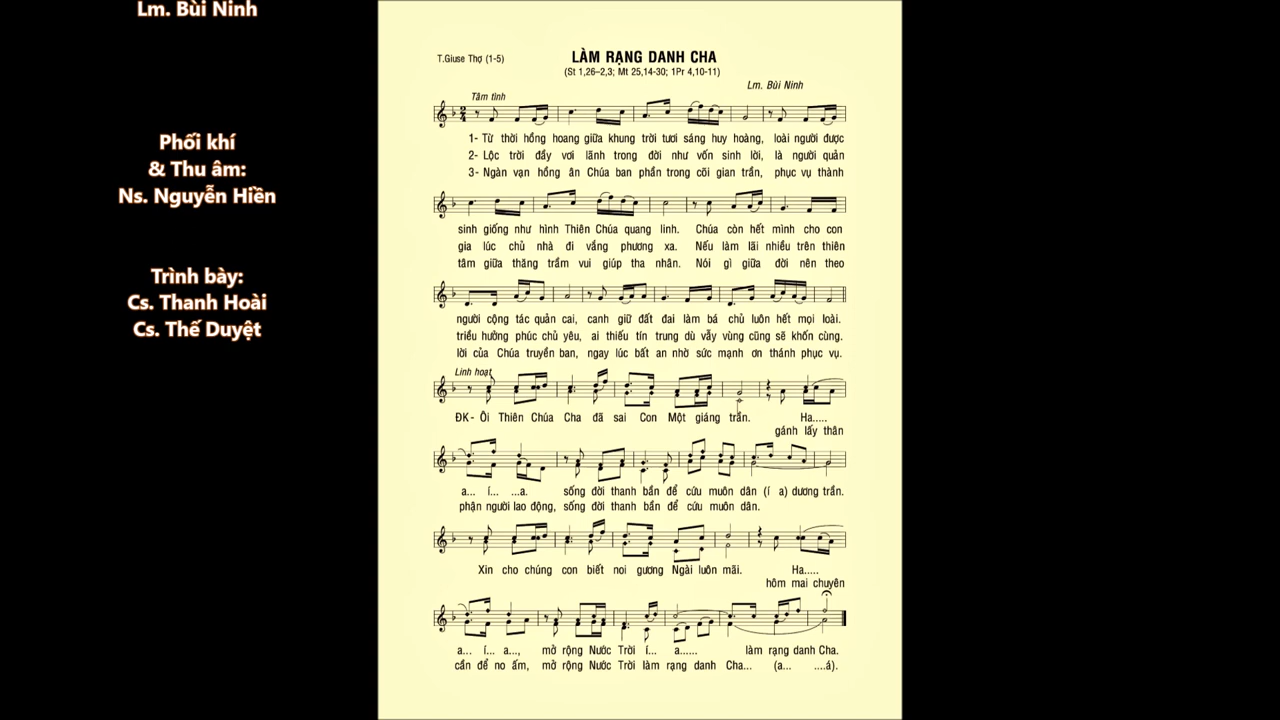 Lm. Bùi Ninh
Phối khí
& Thu âm:
Ns. Nguyễn Hiền
Trình bày:
Cs. Thanh Hoài
Cs. Thế Duyệt
T.Giuse Thợ (1-5)
LÀM RẠNG DANH CHA
(St 1,26–2,3; Mt 25,14-30; 1Pr 4,10-11)
Lm. Bùi Ninh
Tâm tình
1- Từ thời hồng hoang giữa khung trời tươi sáng huy hoàng, loài người được
2- Lộc trời đầy vơi lãnh trong đời như vốn sinh lời, là người quản
3- Ngàn vạn hồng ân Chúa ban phần trong cõi gian trần, phục vụ thành
sinh giống như hình Thiên Chúa quang linh. Chúa còn hết mình cho con
gia lúc chủ nhà đi vắng phương xa. Nếu làm lãi nhiều trên thiên
tâm giữa thăng trầm vui giúp tha nhân. Nói gì giữa đời nên theo
người cộng tác quản cai, canh giữ đất đai làm bá chủ luôn hết mọi loài.
triều hưởng phúc chủ yêu, ai thiếu tín trung dù vẫy vùng cũng sẽ khốn cùng.
lời của Chúa truyền ban, ngay lúc bất an nhờ sức mạnh ơn thánh phục vụ.
Linh hoạt
ĐK- Ôi Thiên Chúa Cha đã sai Con Một giáng trần. Ha.....
gánh lấy thân
a... í... ...a. sống đời thanh bần để cứu muôn dân (í a) dương trần.
phận người lao động, sống đời thanh bần để cứu muôn dân.
Xin cho chúng con biết noi gương Ngài luôn mãi. Ha.....
hôm mai chuyên
a... í... a..., mở rộng Nước Trời í... a...... làm rạng danh Cha.
cần để no ấm, mở rộng Nước Trời làm rạng danh Cha... (a... ....á).